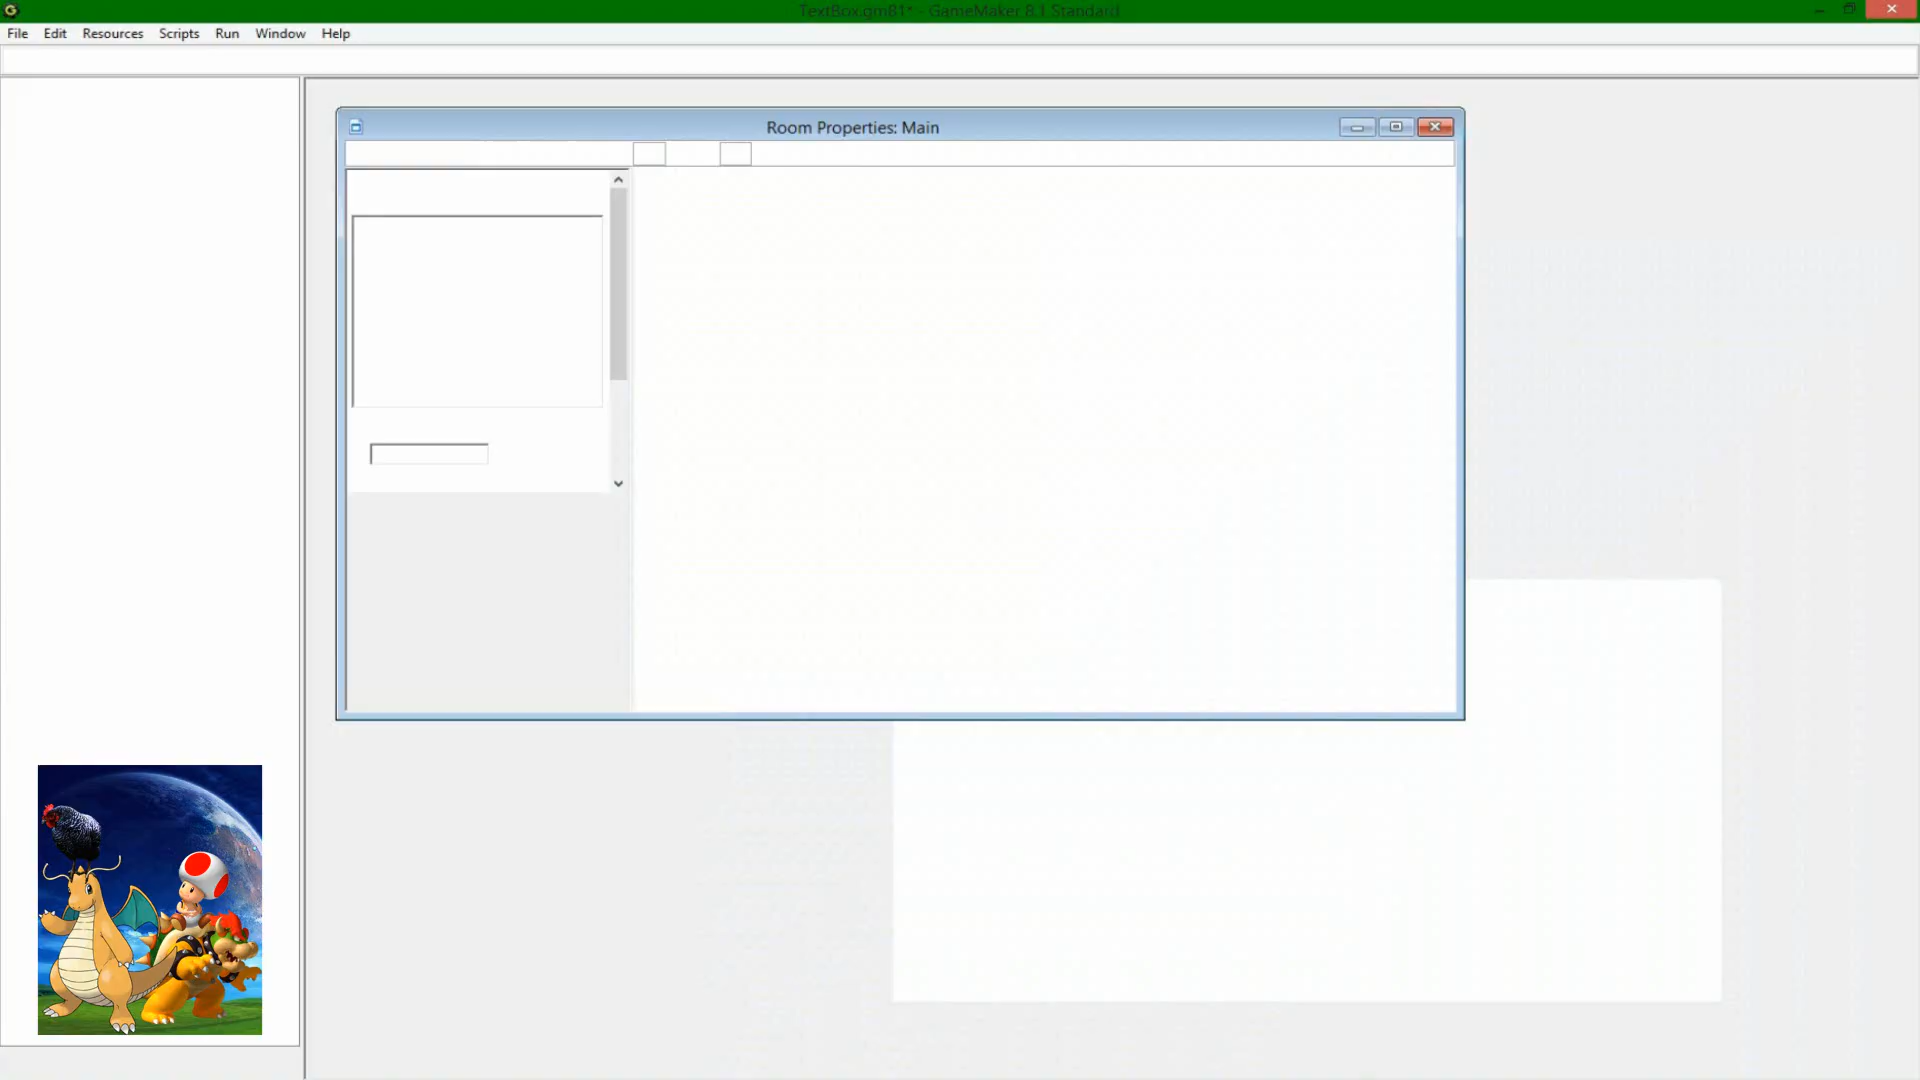 TextBox.gm81* - GameMaker 8.1 Standard
File Edit Resources Scripts Run Window Help
Room Properties: Main